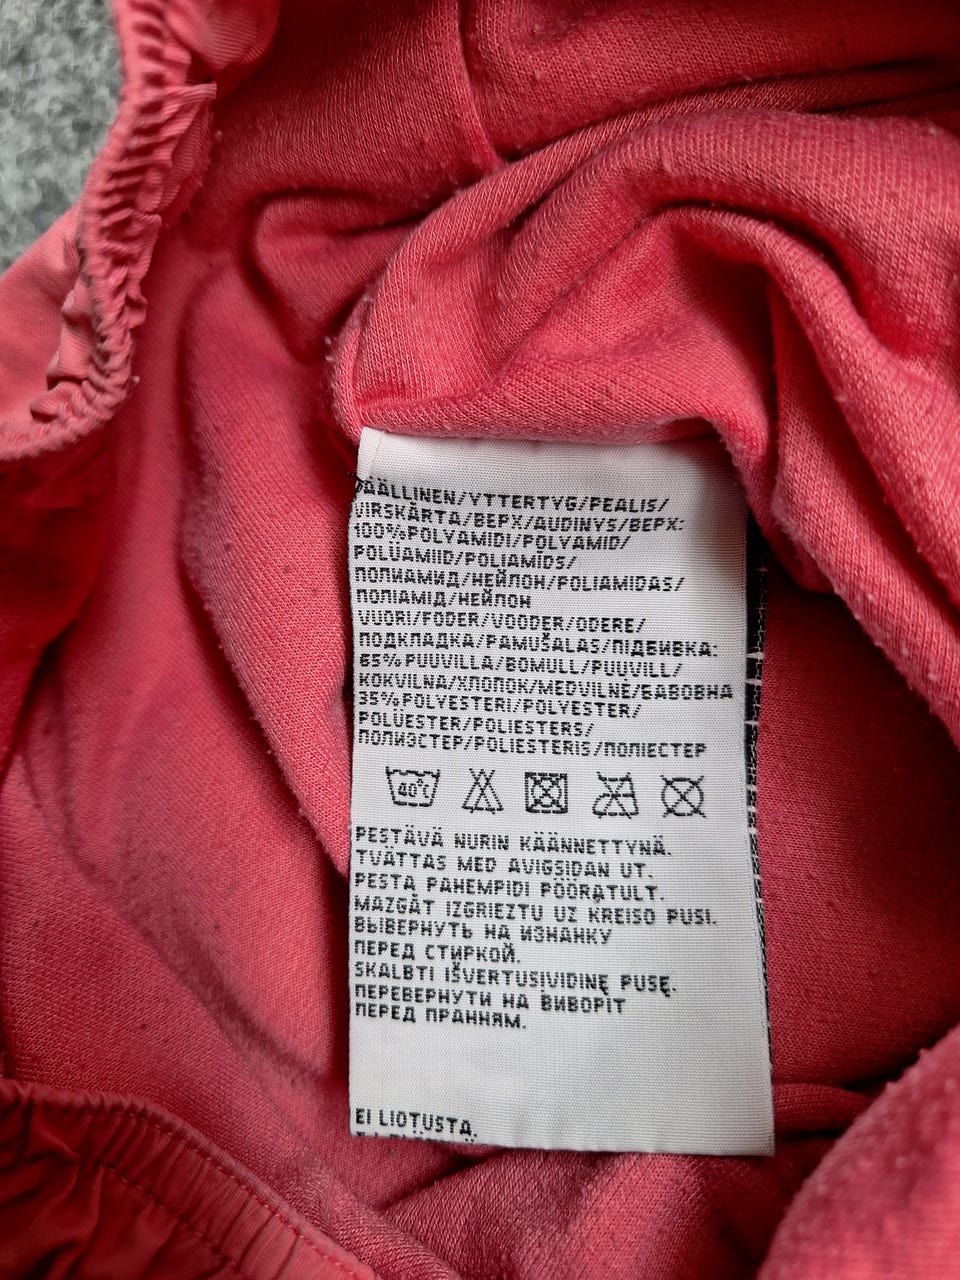 PÄÄLLINEN/YTTERTYG/PEALIS/
VIRSKĀRTA/ВЕРХ/AUDINYS/ВЕРХ:
100%POLYAMIDI/POLYAMID/
POLÜAMIID/POLIAMĪDS/
ПОЛИАМИД/НЕЙЛОН/POLIAMIDAS/
ПОЛІАМІД/НЕЙЛОН
VUORI/FODER/VOODER/ODERE/
ПОДКЛАДКА/PAMUŠALAS/ПІДБИВКА:
65%PUUVILLA/BOMULL/PUUVILL/
KOKVILNA/ХЛОПОК/MEDVILNĖ/БАВОВНА
35%POLYESTERI/POLYESTER/
POLÜESTER/POLIESTERS/
ПОЛИЭСТЕР/POLIESTERIS/ПОЛІЕСТЕР
40°C
PESTÄVÄ NURIN KÄÄNNETTYNÄ.
TVÄTTAS MED AVIGSIDAN UT.
PESTA PAHEMPIDI PÖÖRATULT.
MAZGĀT IZGRIEZTU UZ KREISO PUSI.
ВЫВЕРНУТЬ НА ИЗНАНКУ
ПЕРЕД СТИРКОЙ.
SKALBTI IŠVERTUS|VIDINĘ PUSĘ.
ПЕРЕВЕРНУТИ НА ВИВОРІТ
ПЕРЕД ПРАННЯМ.
EI LIOTUSTA.